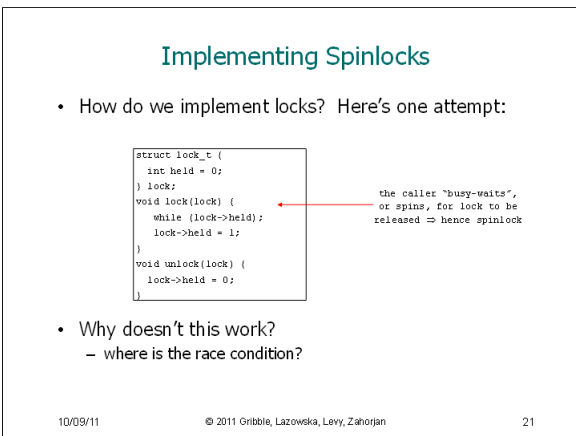 Implementing Spinlocks
• How do we implement locks? Here's one attempt:
struct lock_t {
int held = 0;
} lock;
void lock(lock) {
while (lock->held);
lock->held = 1;
}
void unlock(lock) {
lock->held = 0;
}
the caller "busy-waits",
or spins, for lock to be
released ⇒ hence spinlock
• Why doesn't this work?
– where is the race condition?
10/09/11
© 2011 Gribble, Lazowska, Levy, Zahorjan
21